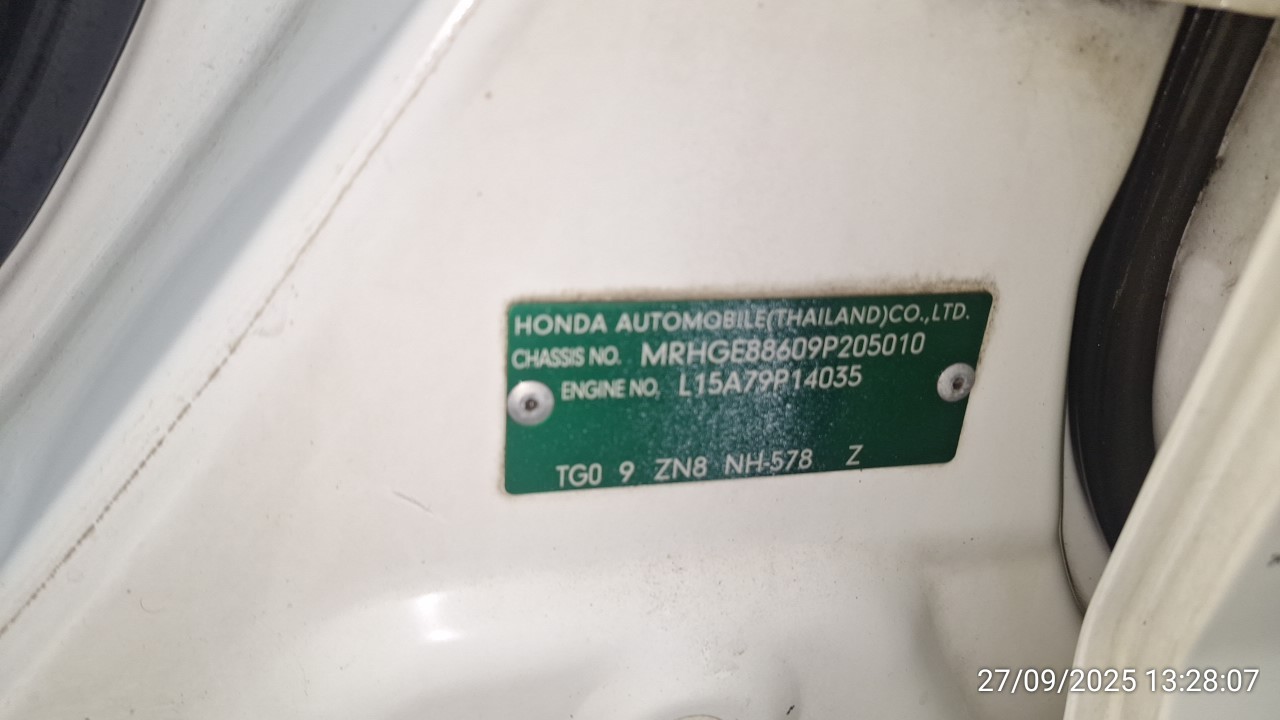 HONDA AUTOMOBILE(THAILAND)CO.,LTD.
CHASSIS NO. MRHGE88609P205010
ENGINE NO. L15A79P14035
TG0 9 ZN8 NH-578 Z
27/09/2025 13:28:07